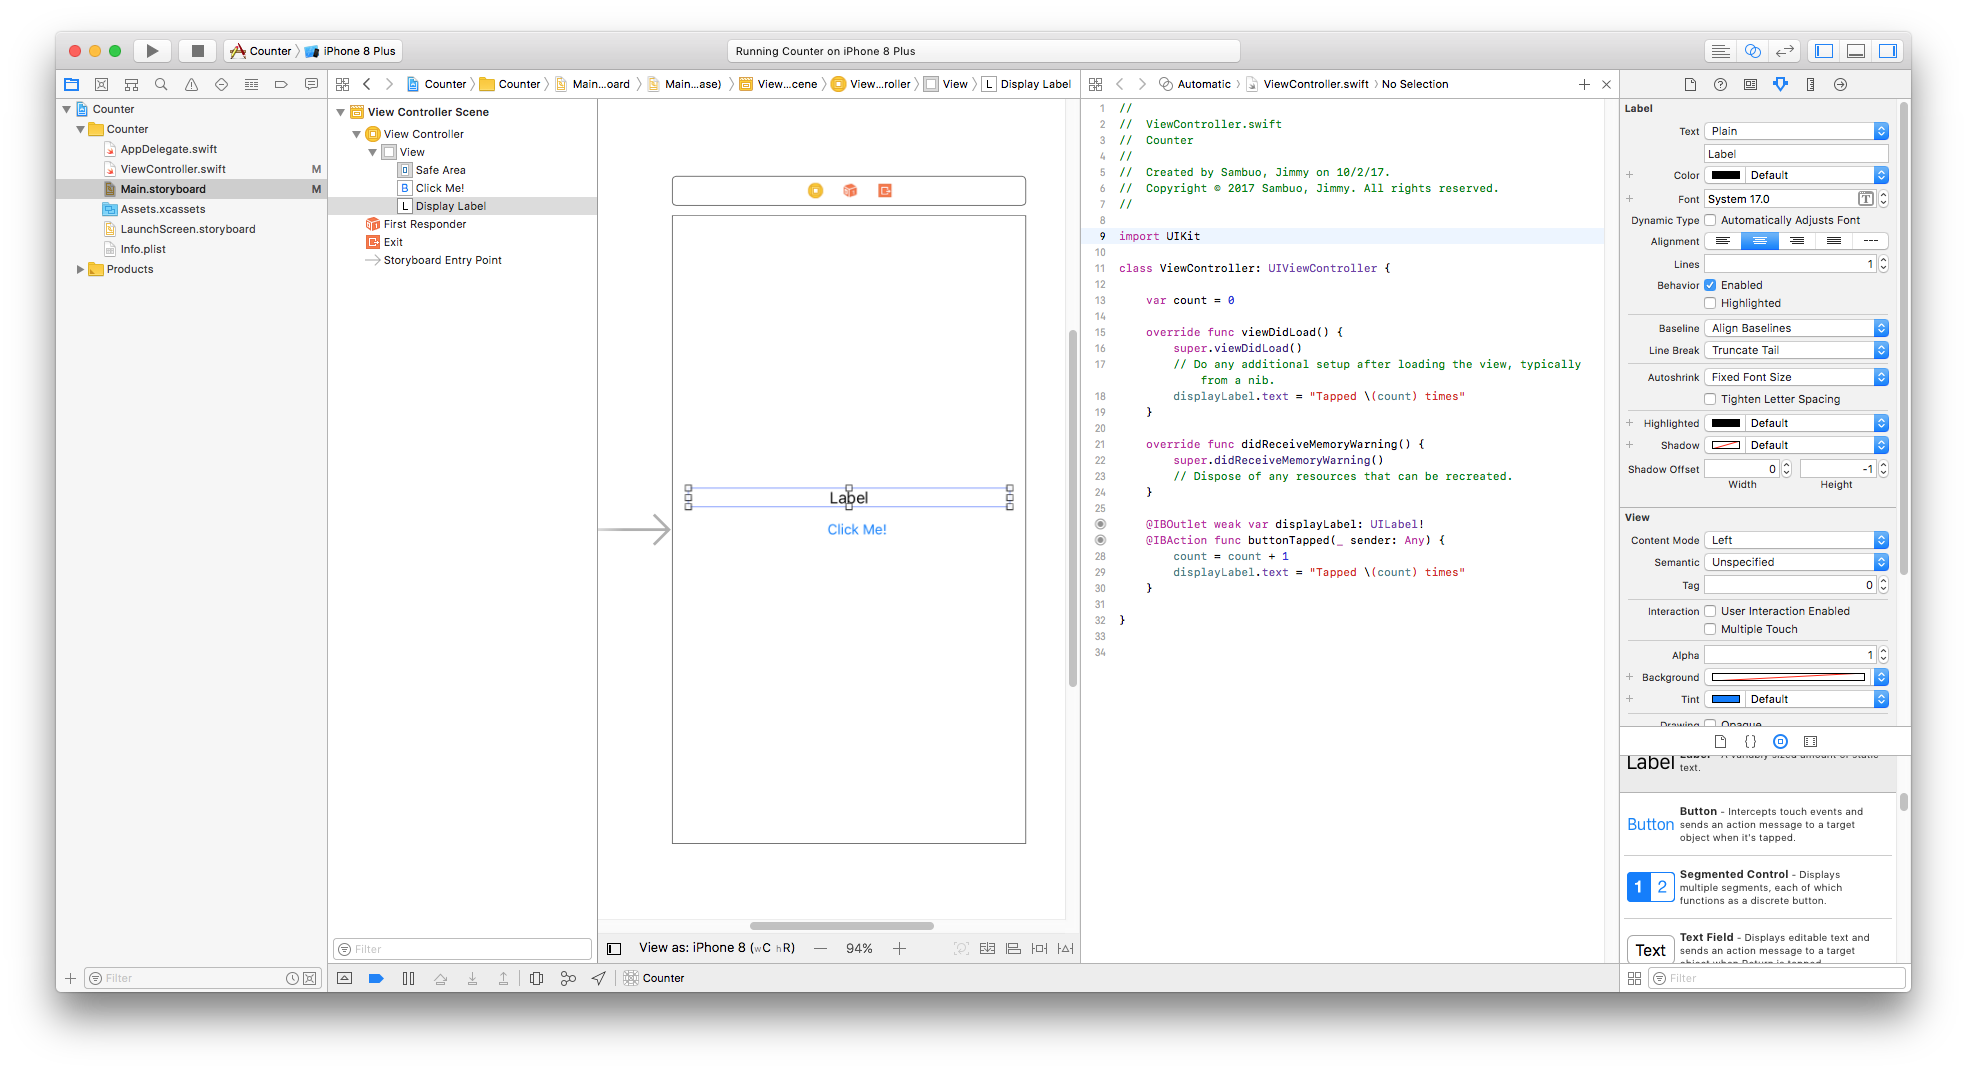 Counter
iPhone 8 Plus
Running Counter on iPhone 8 Plus
Counter
Counter
Main...oard
Main...ase)
View...cene
View...roller
View
L Display Label
Automatic
ViewController.swift
No Selection
Counter
Counter
AppDelegate.swift
ViewController.swift M
Main.storyboard M
Assets.xcassets
LaunchScreen.storyboard
Info.plist
Products
Filter
View Controller Scene
View Controller
View
Safe Area
B Click Me!
L Display Label
First Responder
Exit
Storyboard Entry Point
Filter
Label
Click Me!
View as: iPhone 8 (wC hR)
94%
Counter
1 //
2 //  ViewController.swift
3 //  Counter
4 //
5 //  Created by Sambuo, Jimmy on 10/2/17.
6 //  Copyright © 2017 Sambuo, Jimmy. All rights reserved.
7 //
8
9 import UIKit
10
11 class ViewController: UIViewController {
12
13     var count = 0
14
15     override func viewDidLoad() {
16         super.viewDidLoad()
17         // Do any additional setup after loading the view, typically
from a nib.
18         displayLabel.text = "Tapped \(count) times"
19     }
20
21     override func didReceiveMemoryWarning() {
22         super.didReceiveMemoryWarning()
23         // Dispose of any resources that can be recreated.
24     }
25
@IBOutlet weak var displayLabel: UILabel!
@IBAction func buttonTapped(_ sender: Any) {
28         count = count + 1
29         displayLabel.text = "Tapped \(count) times"
30     }
31
32 }
33
34
Label
Text Plain
Label
Color Default
Font System 17.0 T
Dynamic Type Automatically Adjusts Font
Alignment
Lines 1
Behavior Enabled
Highlighted
Baseline Align Baselines
Line Break Truncate Tail
Autoshrink Fixed Font Size
Tighten Letter Spacing
Highlighted Default
Shadow Default
Shadow Offset 0 -1
Width Height
View
Content Mode Left
Semantic Unspecified
Tag 0
Interaction User Interaction Enabled
Multiple Touch
Alpha 1
Background
Tint Default
Drawing Opaque
{}
Label Label - A variably sized amount of static
text.
Button
Button - Intercepts touch events and
sends an action message to a target
object when it's tapped.
1 2
Segmented Control - Displays
multiple segments, each of which
functions as a discrete button.
Text
Text Field - Displays editable text and
sends an action message to a target
object when Return is tapped.
Filter